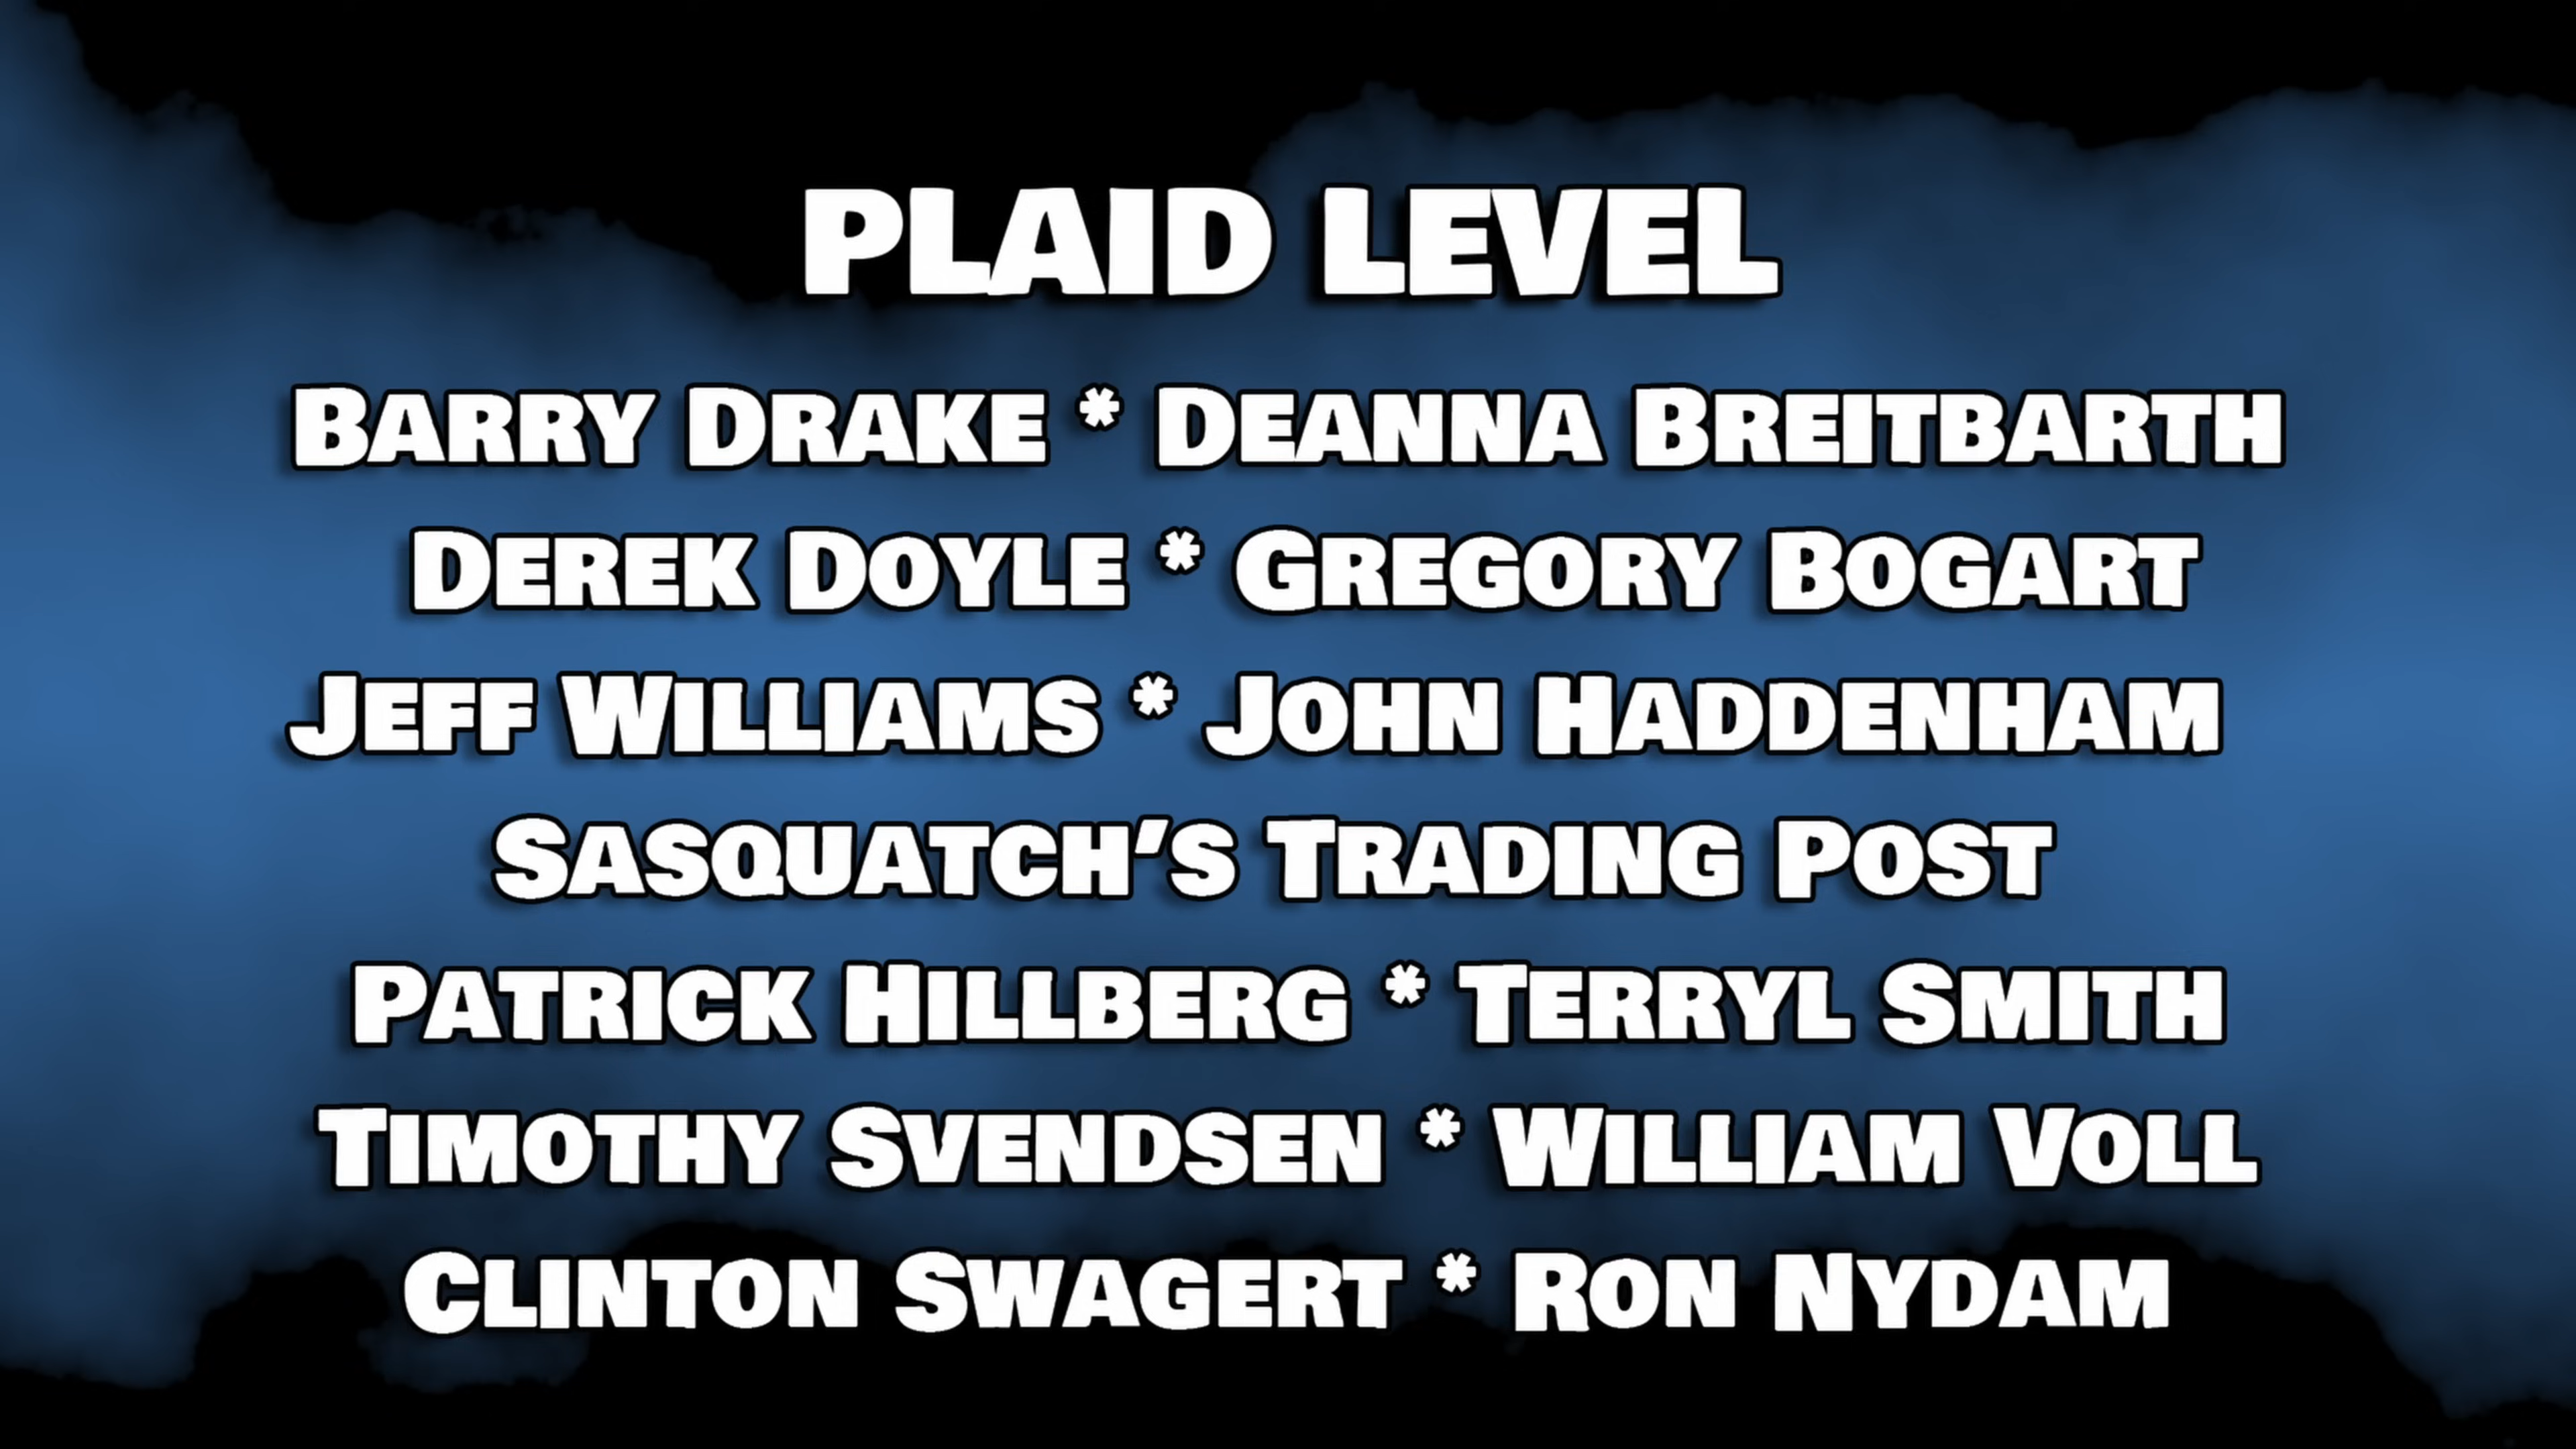 PLAID LEVEL
BARRY DRAKE * DEANNA BREITBARTH
DEREK DOYLE * GREGORY BOGART
JEFF WILLIAMS * JOHN HADDENHAM
SASQUATCH'S TRADING POST
PATRICK HILLBERG * TERRYL SMITH
TIMOTHY SVENDSEN * WILLIAM VOLL
CLINTON SWAGERT * RON NYDAM